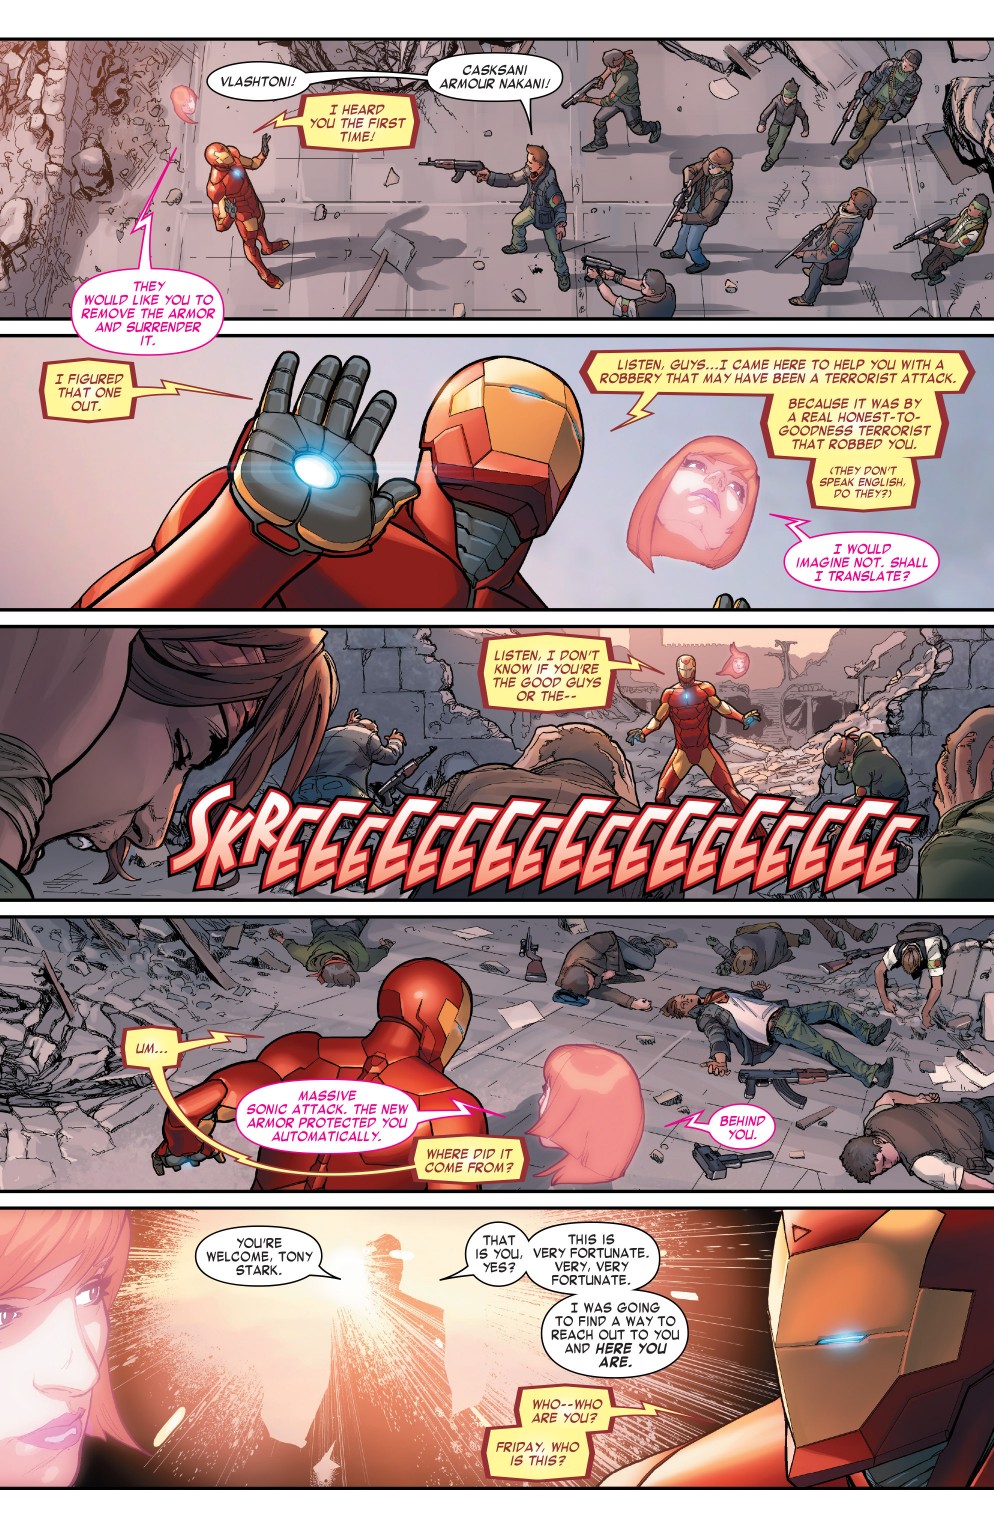 VLASHTONI!
CASKSANI
ARMOUR NAKANI!
I HEARD
YOU THE FIRST
TIME!
THEY
WOULD LIKE YOU TO
REMOVE THE ARMOR
AND SURRENDER
IT.
I FIGURED
THAT ONE
OUT.
LISTEN, GUYS...I CAME HERE TO HELP YOU WITH A
ROBBERY THAT MAY HAVE BEEN A TERRORIST ATTACK.
BECAUSE IT WAS BY
A REAL HONEST-TO-
GOODNESS TERRORIST
THAT ROBBED YOU.
(THEY DON'T
SPEAK ENGLISH,
DO THEY?)
I WOULD
IMAGINE NOT. SHALL
I TRANSLATE?
LISTEN, I DON'T
KNOW IF YOU'RE
THE GOOD GUYS
OR THE--
SKREEEEEEEEEEEEEEEEEEE
UM...
MASSIVE
SONIC ATTACK. THE NEW
ARMOR PROTECTED YOU
AUTOMATICALLY.
WHERE DID IT
COME FROM?
BEHIND
YOU.
YOU'RE
WELCOME, TONY
STARK.
THAT
IS YOU,
YES?
THIS IS
VERY FORTUNATE.
VERY, VERY
FORTUNATE.
I WAS GOING
TO FIND A WAY TO
REACH OUT TO YOU
AND HERE YOU
ARE.
WHO--WHO
ARE YOU?
FRIDAY, WHO
IS THIS?